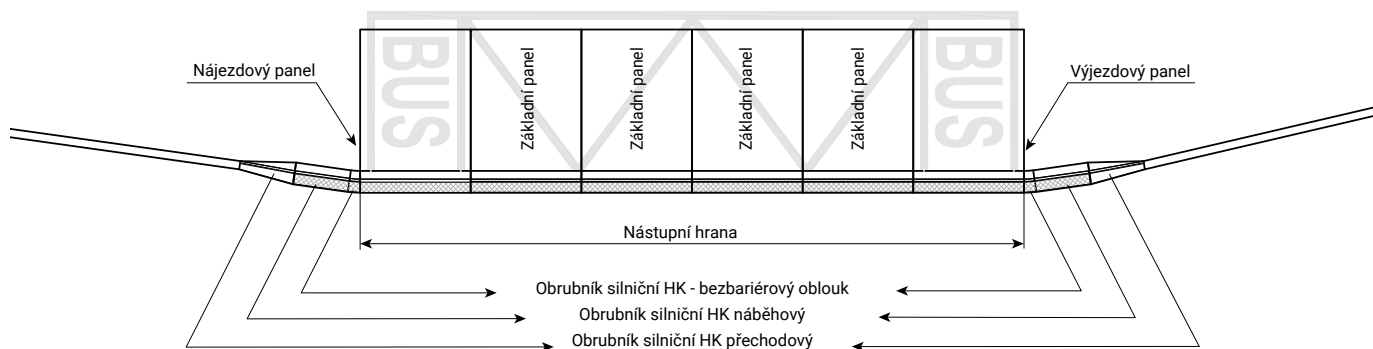 BUS
BUS
Nájezdový panel
Výjezdový panel
Základní panel
Základní panel
Základní panel
Základní panel
Nástupní hrana
Obrubník silniční HK - bezbariérový oblouk
Obrubník silniční HK náběhový
Obrubník silniční HK přechodový